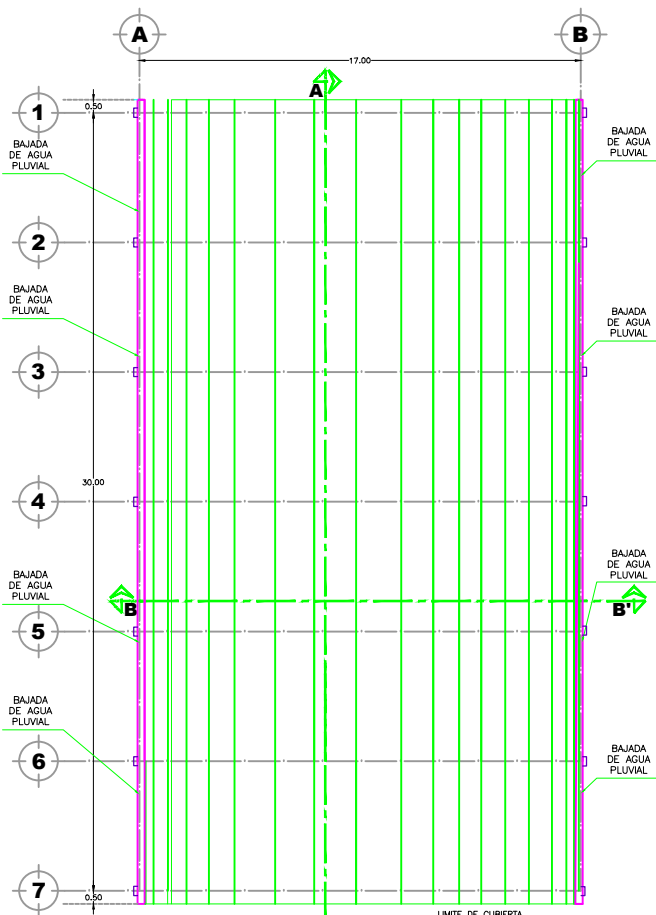 A
B
17.00
A
1
0.50
BAJADA
DE AGUA
PLUVIAL
BAJADA
DE AGUA
PLUVIAL
2
BAJADA
DE AGUA
PLUVIAL
BAJADA
DE AGUA
PLUVIAL
3
30.00
4
BAJADA
DE AGUA
PLUVIAL
BAJADA
DE AGUA
PLUVIAL
B
B'
5
BAJADA
DE AGUA
PLUVIAL
BAJADA
DE AGUA
PLUVIAL
6
7
0.50
LIMITE DE CUBIERTA